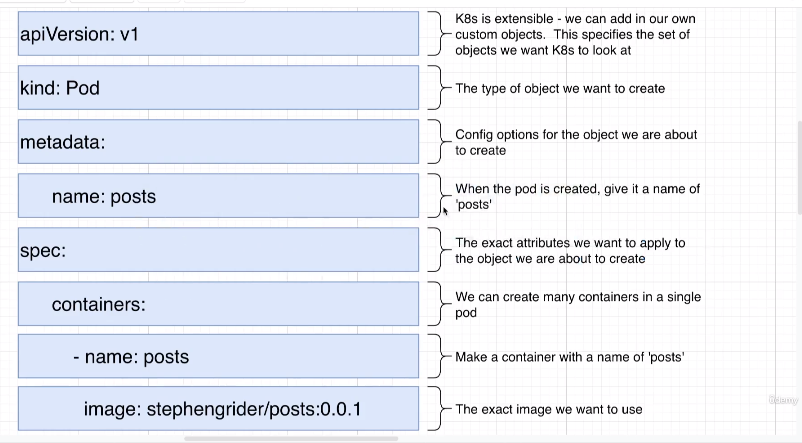 apiVersion: v1
K8s is extensible - we can add in our own
custom objects. This specifies the set of
objects we want K8s to look at
kind: Pod
The type of object we want to create
metadata:
Config options for the object we are about
to create
name: posts
When the pod is created, give it a name of
'posts'
spec:
The exact attributes we want to apply to
the object we are about to create
containers:
We can create many containers in a single
pod
- name: posts
Make a container with a name of 'posts'
image: stephengrider/posts:0.0.1
The exact image we want to use
ûdemy